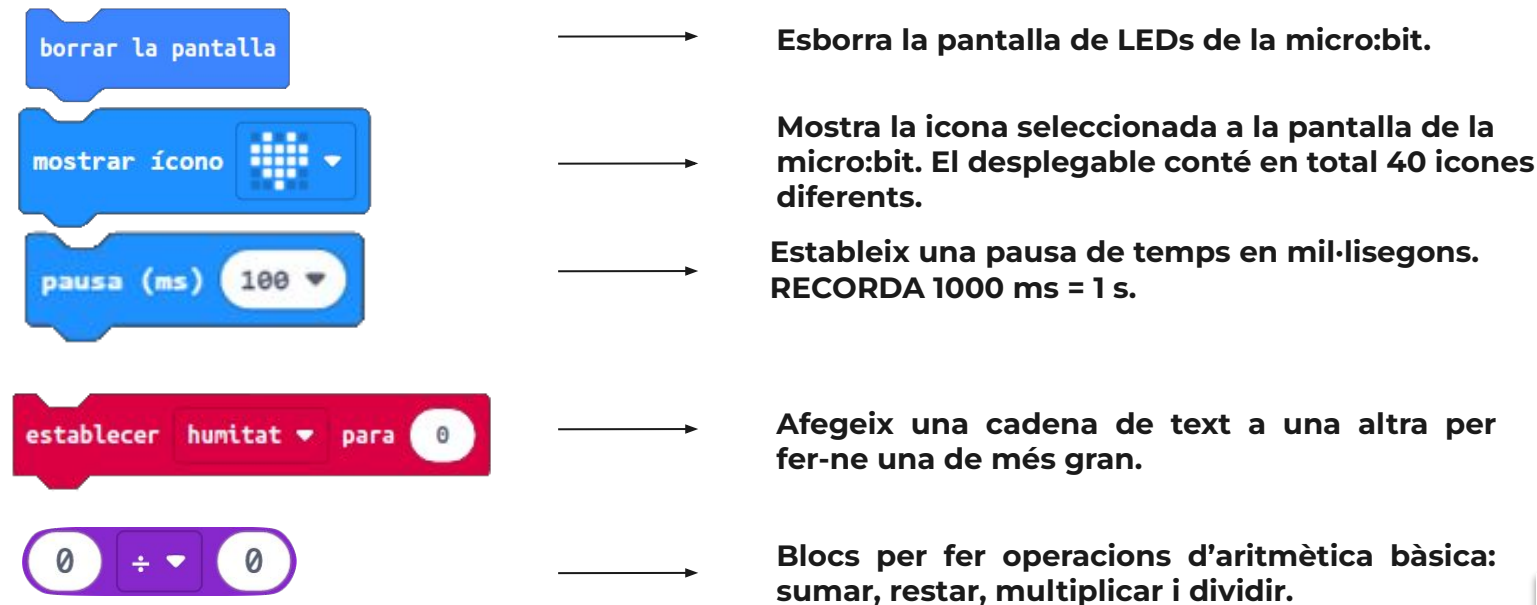 borrar la pantalla
Esborra la pantalla de LEDs de la micro:bit.
mostrar ícono
Mostra la icona seleccionada a la pantalla de la
micro:bit. El desplegable conté en total 40 icones
diferents.
pausa (ms) 100
Estableix una pausa de temps en mil·lisegons.
RECORDA 1000 ms = 1 s.
establecer humitat para 0
Afegeix una cadena de text a una altra per
fer-ne una de més gran.
0 ÷ 0
Blocs per fer operacions d’aritmètica bàsica:
sumar, restar, multiplicar i dividir.